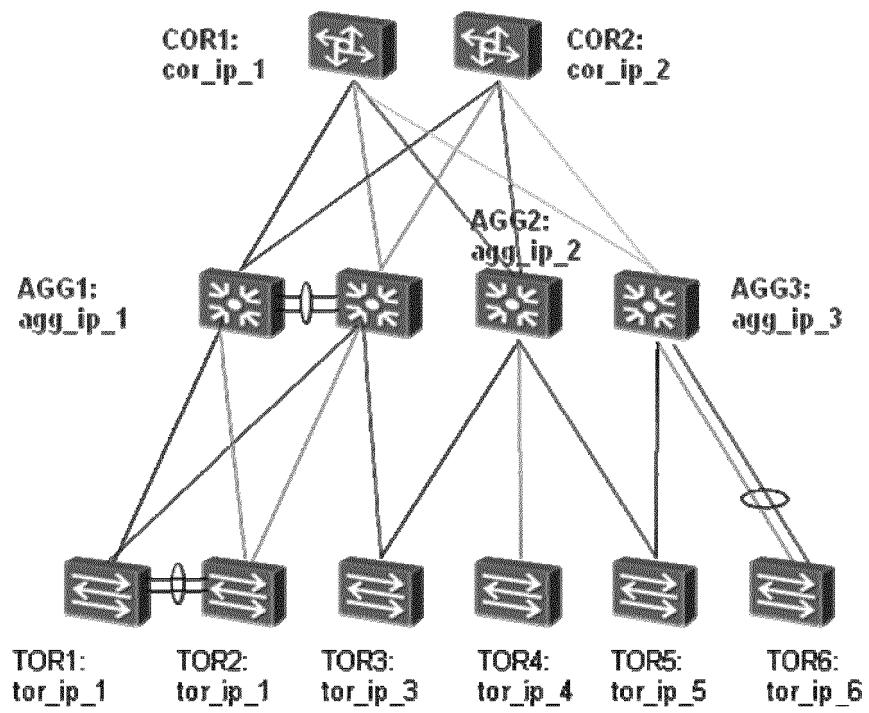 COR1:
cor_ip_1
COR2:
cor_ip_2
AGG1:
agg_ip_1
AGG2:
agg_ip_2
AGG3:
agg_ip_3
TOR1:
tor_ip_1
TOR2:
tor_ip_1
TOR3:
tor_ip_3
TOR4:
tor_ip_4
TOR5:
tor_ip_5
TOR6:
tor_ip_6